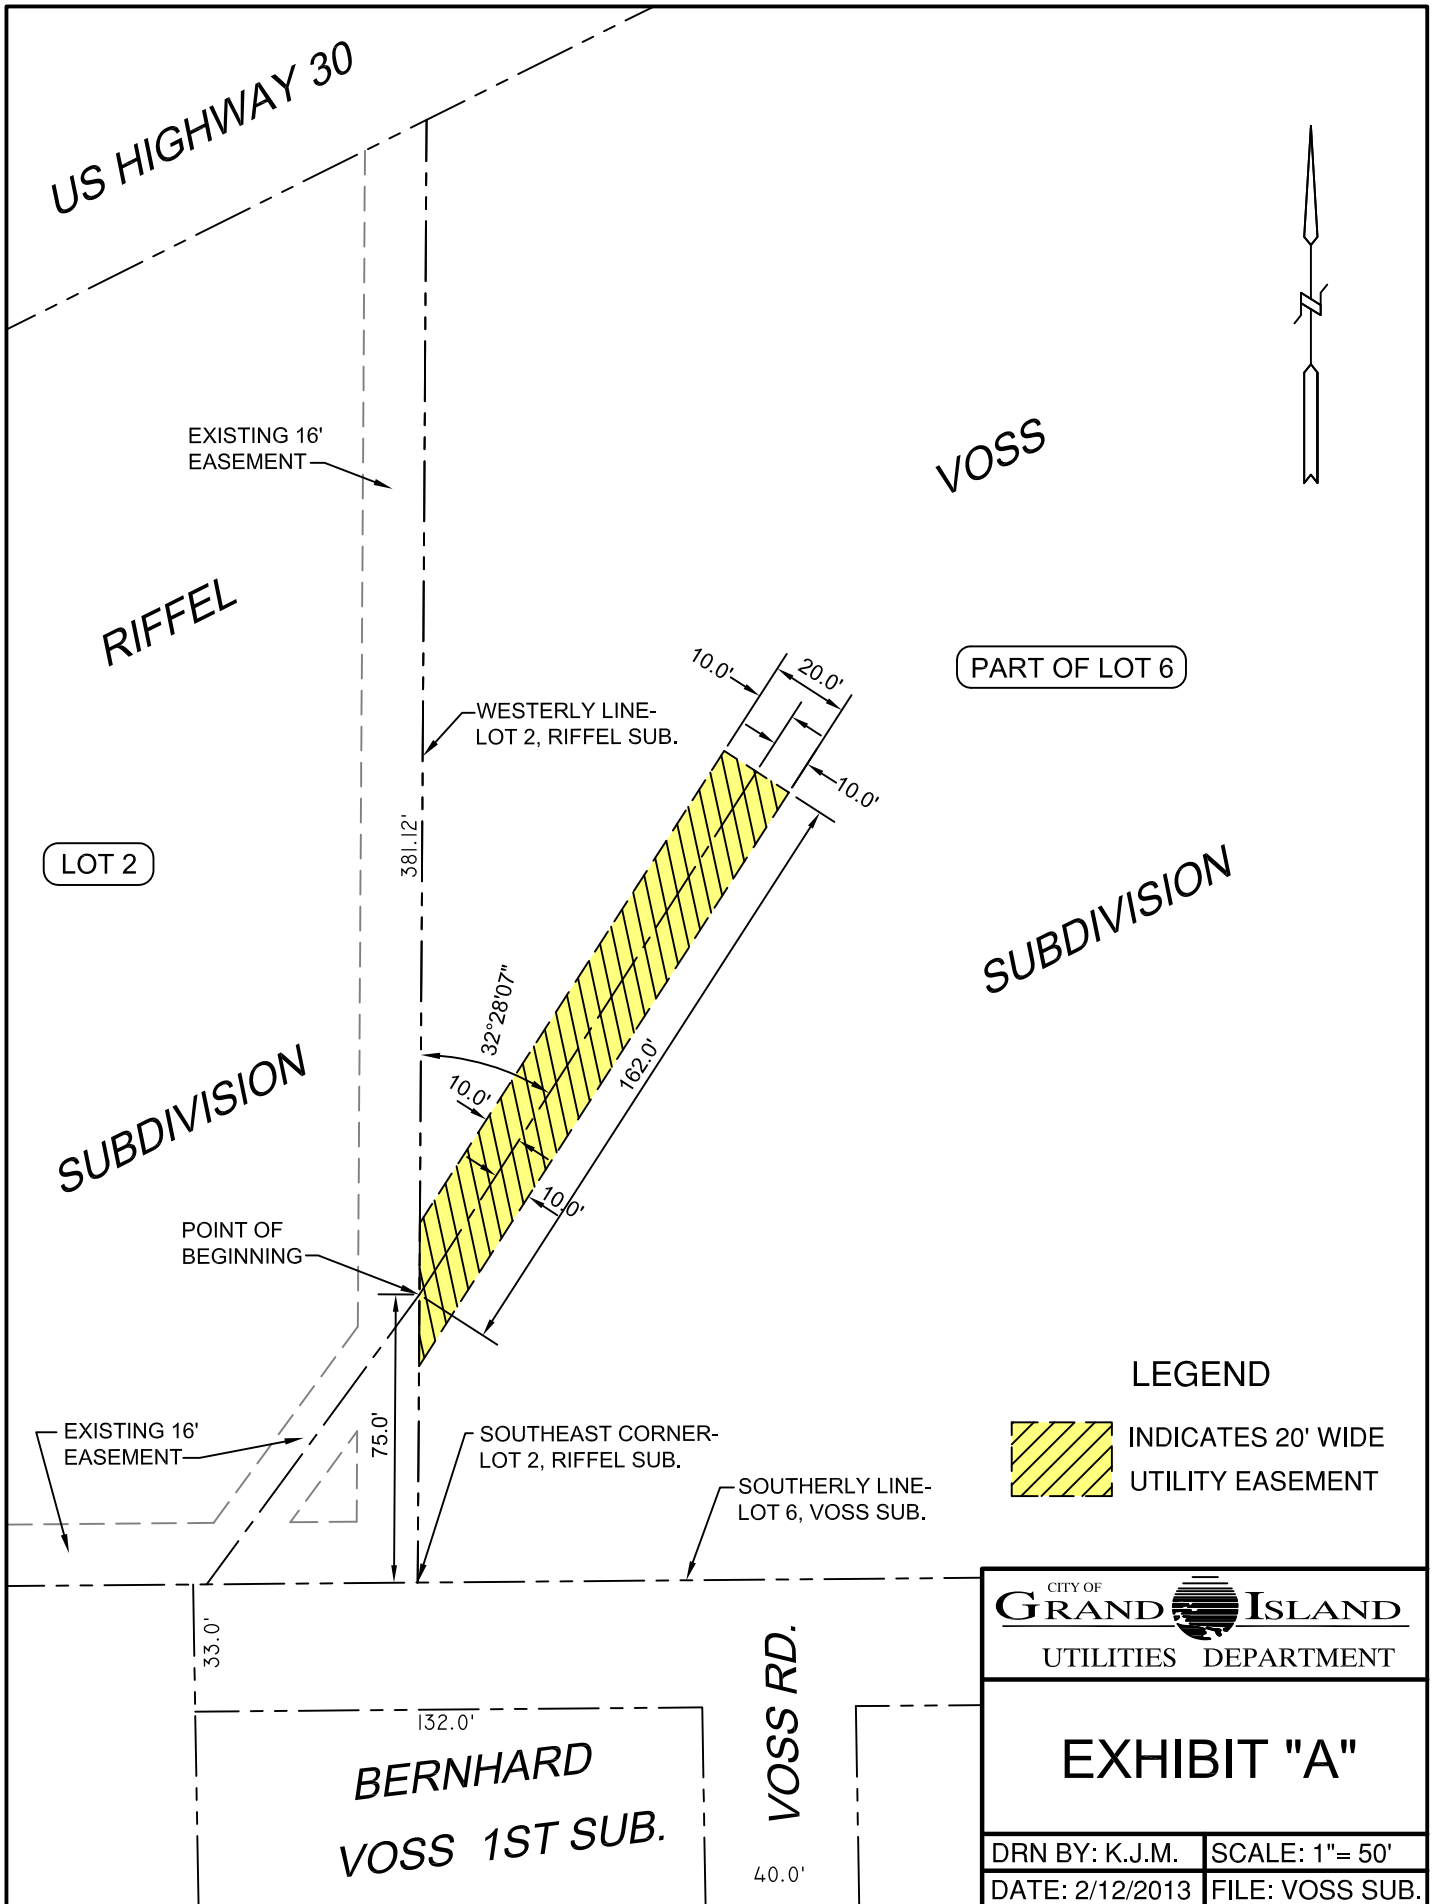 US HIGHWAY 30
EXISTING 16'
EASEMENT
VOSS
RIFFEL
10.0'
20.0'
PART OF LOT 6
WESTERLY LINE-
LOT 2, RIFFEL SUB.
10.0'
381.12'
LOT 2
SUBDIVISION
32°28'07"
162.0'
10.0'
SUBDIVISION
10.0'
POINT OF
BEGINNING
LEGEND
INDICATES 20' WIDE
UTILITY EASEMENT
EXISTING 16'
EASEMENT
75.0'
SOUTHEAST CORNER-
LOT 2, RIFFEL SUB.
SOUTHERLY LINE-
LOT 6, VOSS SUB.
33.0'
132.0'
BERNHARD
VOSS 1ST SUB.
VOSS RD.
40.0'
CITY OF
GRAND ISLAND
UTILITIES DEPARTMENT
EXHIBIT "A"
DRN BY: K.J.M.
SCALE: 1"= 50'
DATE: 2/12/2013
FILE: VOSS SUB.